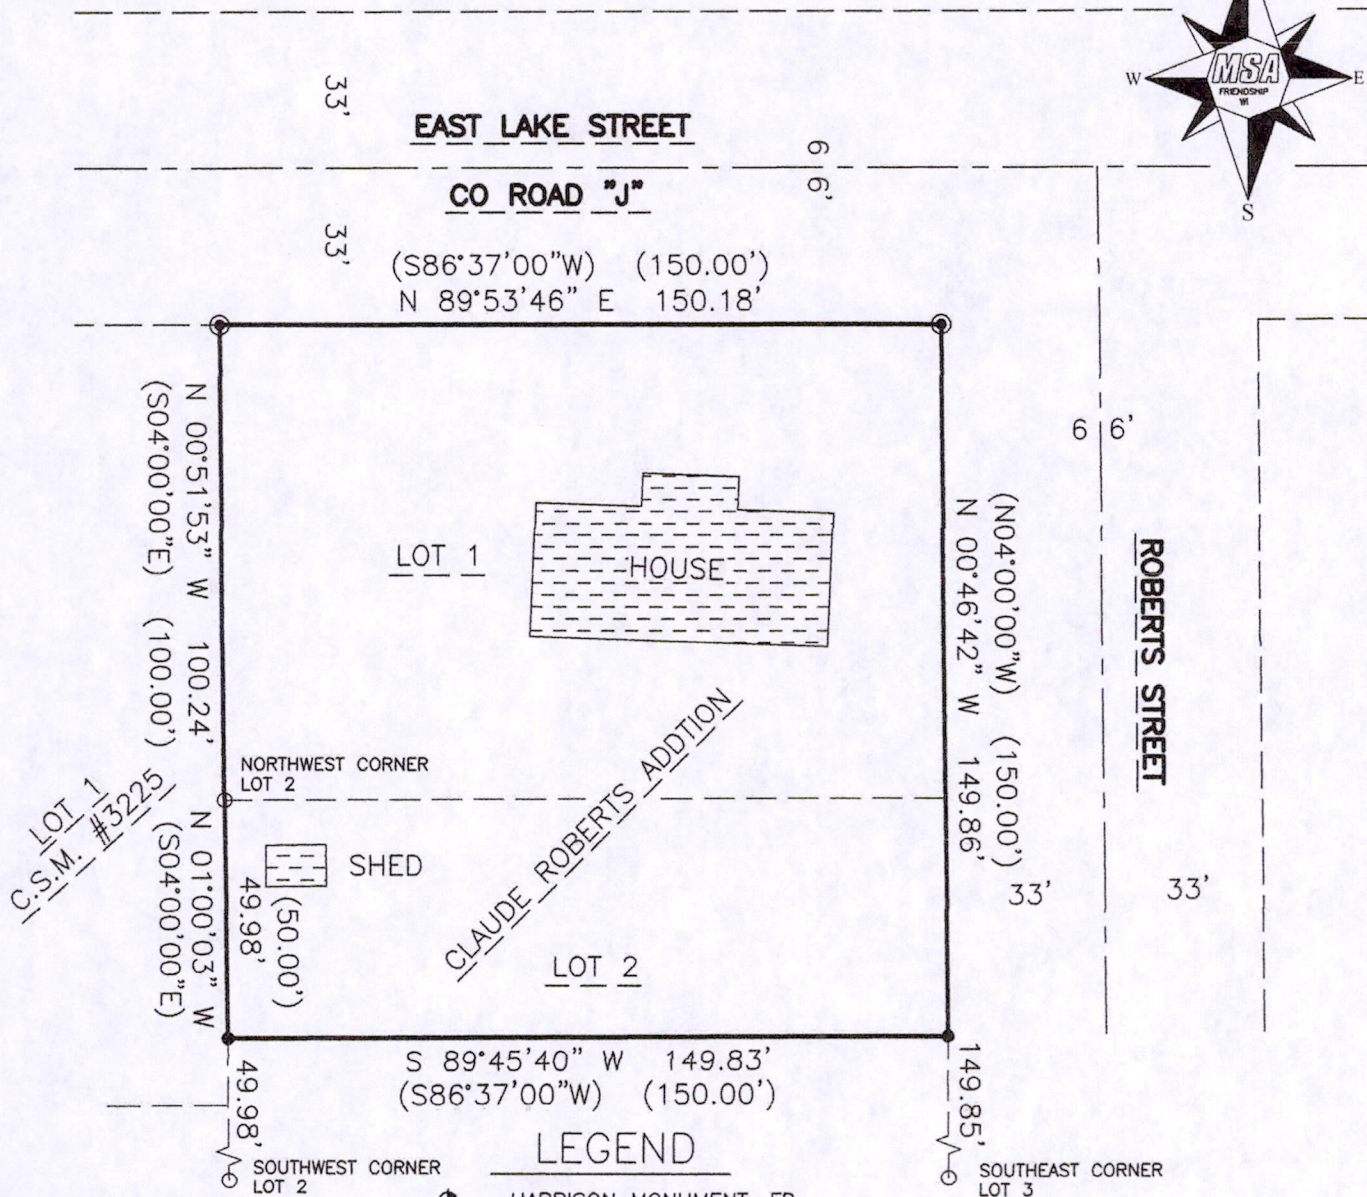 W
E
MSA
FRIENDSHIP
WI
S
33'
EAST LAKE STREET
66'
CO ROAD "J"
33'
(S86°37'00"W) (150.00')
N 89°53'46" E 150.18'
N 00°51'53" W 100.24'
(S04°00'00"E) (100.00')
66'
LOT 1
HOUSE
(N04°00'00"W) (150.00')
N 00°46'42" W 149.86'
ROBERTS STREET
NORTHWEST CORNER
LOT 2
LOT 1
C.S.M. #3225
N 01°00'03" W
(S04°00'00"E)
SHED
(50.00')
49.98'
CLAUDE ROBERTS ADDTION
33'
33'
LOT 2
S 89°45'40" W 149.83'
(S86°37'00"W) (150.00')
49.98'
149.85'
LEGEND
SOUTHWEST CORNER
LOT 2
SOUTHEAST CORNER
LOT 3
HARRISON MONUMENT